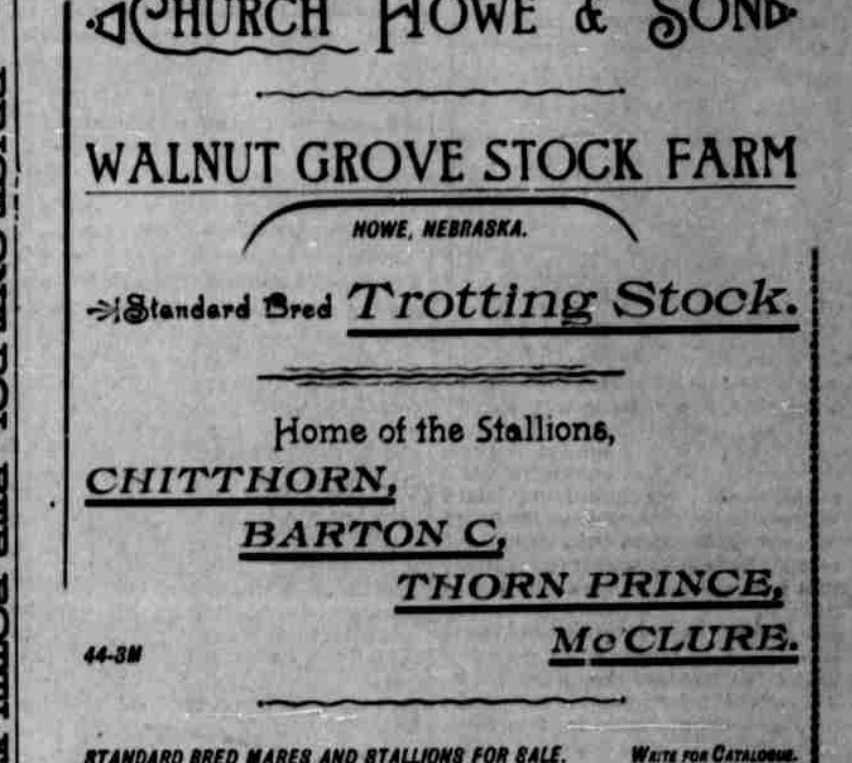 CHURCH HOWE & SON
WALNUT GROVE STOCK FARM
HOWE, NEBRASKA.
Standard Bred Trotting Stock.
Home of the Stallions,
CHITTHORN,
BARTON C,
THORN PRINCE,
McCLURE.
44-3M
STANDARD BRED MARES AND STALLIONS FOR SALE. WRITE FOR CATALOGUE.